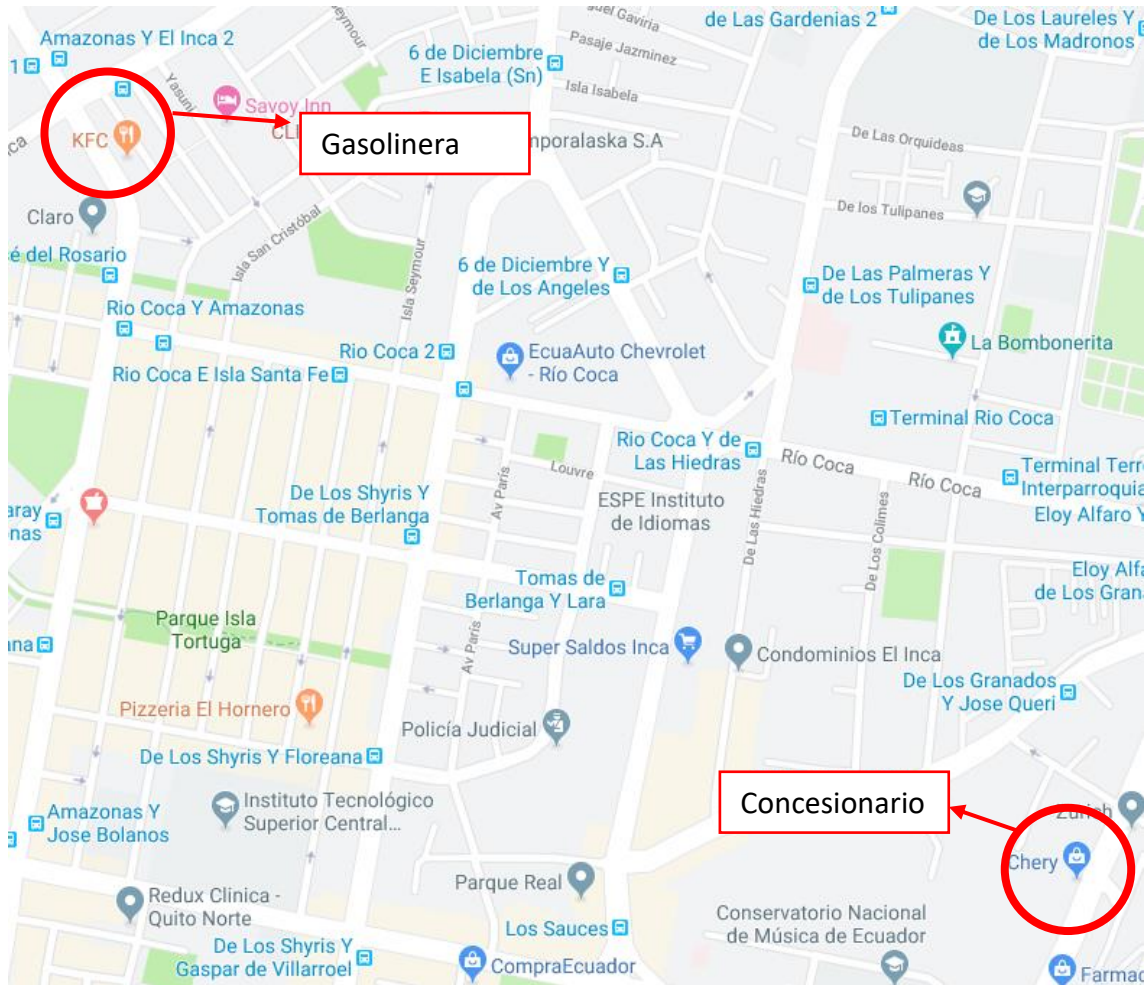 Amazonas Y El Inca 2
6 de Diciembre
E Isabela (Sn)
Gaviria
de Las Gardenias 2
De Los Laureles Y
de Los Madronos
Pasaje Jazminez
Seymour
1
Yasuni
Savoy Inn
Isla Isabela
KFC
Gasolinera
De Las Orquideas
Claro
Isla San Cristóbal
De los Tulipanes
del Rosario
Isla Seymour
6 de Diciembre Y
de Los Angeles
De Las Palmeras Y
de Los Tulipanes
Rio Coca Y Amazonas
Rio Coca 2
EcuaAuto Chevrolet
- Río Coca
La Bombonerita
Rio Coca E Isla Santa Fe
Terminal Rio Coca
Rio Coca Y de
Las Hiedras
Río Coca
Louvre
Río Coca
Av París
De Los Shyris Y
Tomas de Berlanga
ESPE Instituto
de Idiomas
De Las Hiedras
De Los Colimes
Eloy Alfaro Y
Tomas de
Berlanga Y Lara
Parque Isla
Tortuga
Av París
Super Saldos Inca
Condominios El Inca
De Los Granados
Y Jose Queri
Pizzeria El Hornero
Policía Judicial
De Los Shyris Y Floreana
Instituto Tecnológico
Superior Central...
Concesionario
Amazonas Y
Jose Bolanos
Zurich
Chery
Parque Real
Redux Clinica -
Quito Norte
Los Sauces
Conservatorio Nacional
de Música de Ecuador
De Los Shyris Y
Gaspar de Villarroel
CompraEcuador